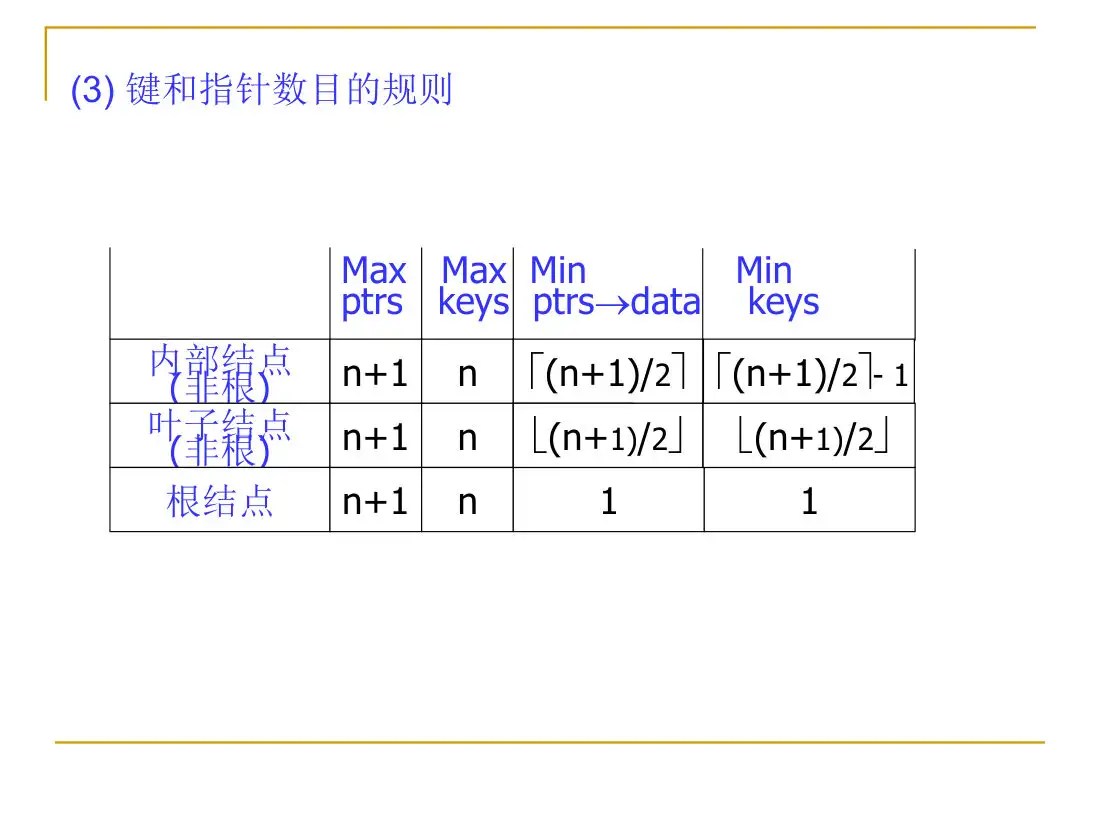 (3) 键和指针数目的规则
Max ptrs Max keys Min ptrs→data Min keys
内部结点 (非根) n+1 n ⌈(n+1)/2⌉ ⌈(n+1)/2⌉- 1
叶子结点 (非根) n+1 n ⌊(n+1)/2⌋ ⌊(n+1)/2⌋
根结点 n+1 n 1 1